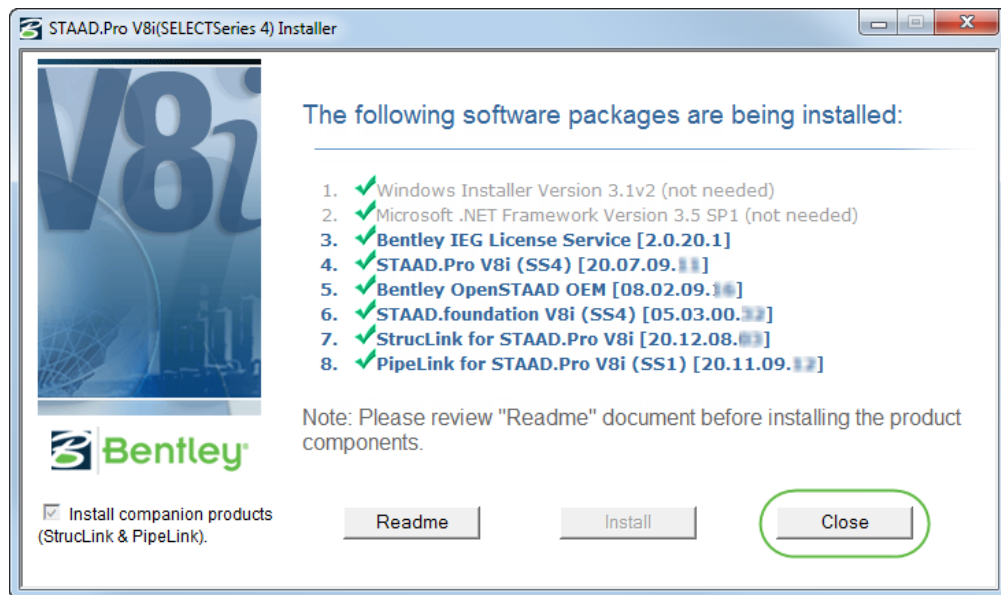 STAAD.Pro V8i(SELECTSeries 4) Installer
V8i
The following software packages are being installed:
1. Windows Installer Version 3.1v2 (not needed)
2. Microsoft .NET Framework Version 3.5 SP1 (not needed)
3. Bentley IEG License Service [2.0.20.1]
4. STAAD.Pro V8i (SS4) [20.07.09. ]
5. Bentley OpenSTAAD OEM [08.02.09. ]
6. STAAD.foundation V8i (SS4) [05.03.00. ]
7. StrucLink for STAAD.Pro V8i [20.12.08. ]
8. PipeLink for STAAD.Pro V8i (SS1) [20.11.09. ]
Note: Please review "Readme" document before installing the product
components.
Bentley
Install companion products
(StrucLink & PipeLink).
Readme
Install
Close